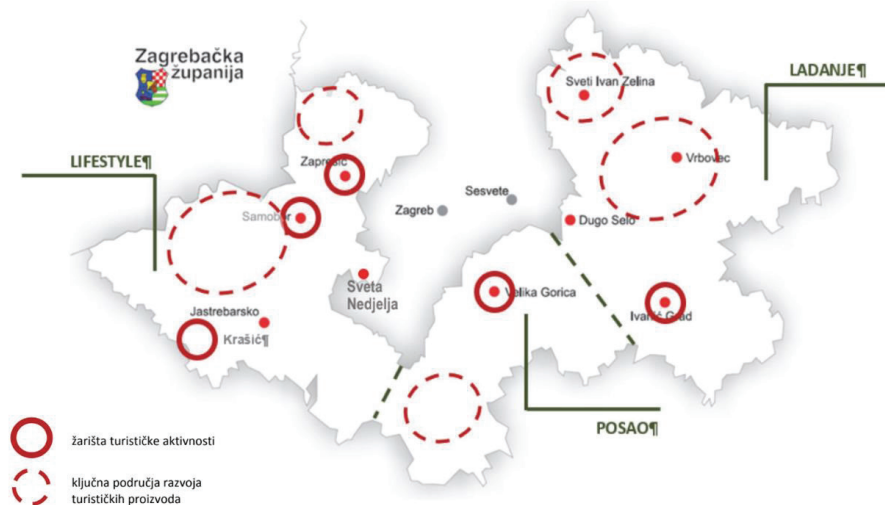 Zagrebačka
županija
Sveti Ivan Zelina
LADANJE¶
LIFESTYLE¶
Zaprešić
Vrbovec
Sesvete
Samobor
Zagreb
Dugo Selo
Sveta
Nedjelja
Velika Gorica
Jastrebarsko
Ivanić Grad
Krašić¶
POSAO¶
žarišta turističke aktivnosti
ključna područja razvoja
turističkih proizvoda